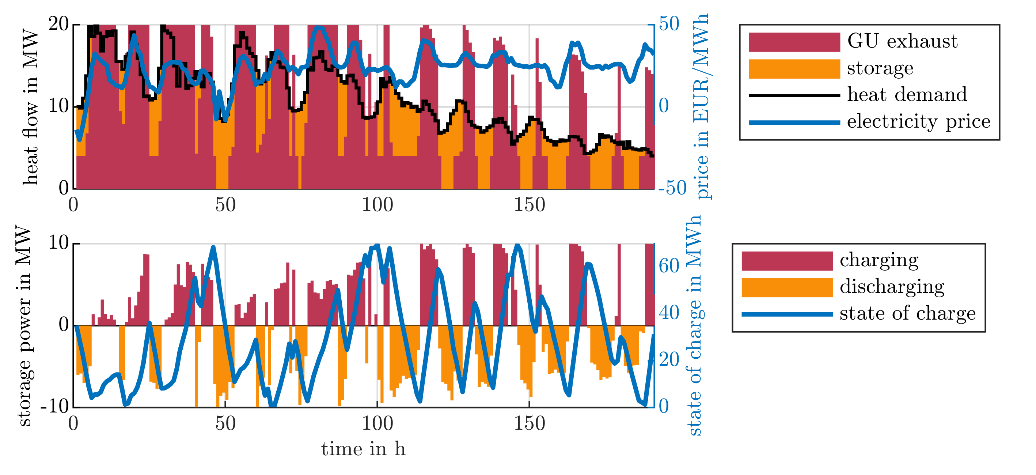 20
10
0
heat flow in MW
50
0
-50
price in EUR/MWh
0
50
100
150
GU exhaust
storage
heat demand
electricity price
10
0
-10
storage power in MW
60
40
20
0
state of charge in MWh
0
50
100
150
time in h
charging
discharging
state of charge